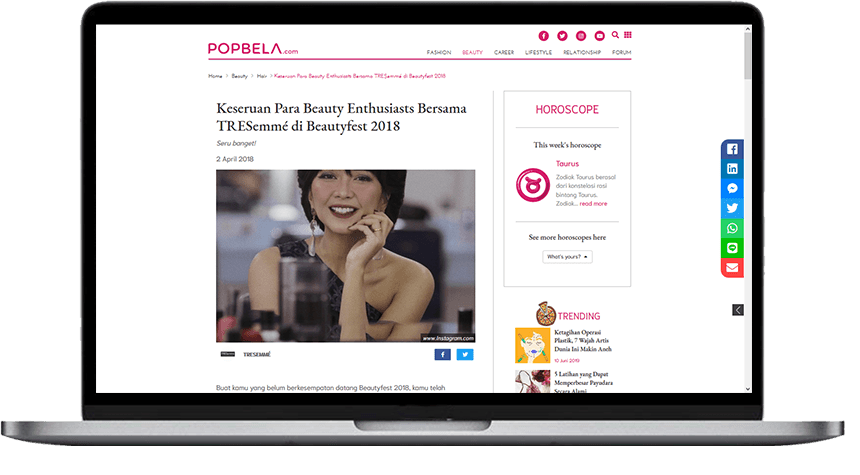 POPBELA.com
FASHION BEAUTY CAREER LIFESTYLE RELATIONSHIP FORUM
Home > Beauty > Hair > Keseruan Para Beauty Enthusiasts Bersama TRESemmé di Beautyfest 2018
Keseruan Para Beauty Enthusiasts Bersama
TRESemmé di Beautyfest 2018
Seru banget!
2 April 2018
www.instagram.com
TRESEMMÉ
Buat kamu yang belum berkesempatan datang Beautyfest 2018, kamu telah
HOROSCOPE
This week's horoscope
Taurus
Zodiak Taurus berasal
dari konstelasi rasi
bintang Taurus.
Zodiak... read more
See more horoscopes here
What's yours?
TRENDING
Ketagihan Operasi
Plastik, 7 Wajah Artis
Dunia Ini Makin Aneh
10 Juni 2019
5 Latihan yang Dapat
Memperbesar Payudara
Secara Alami